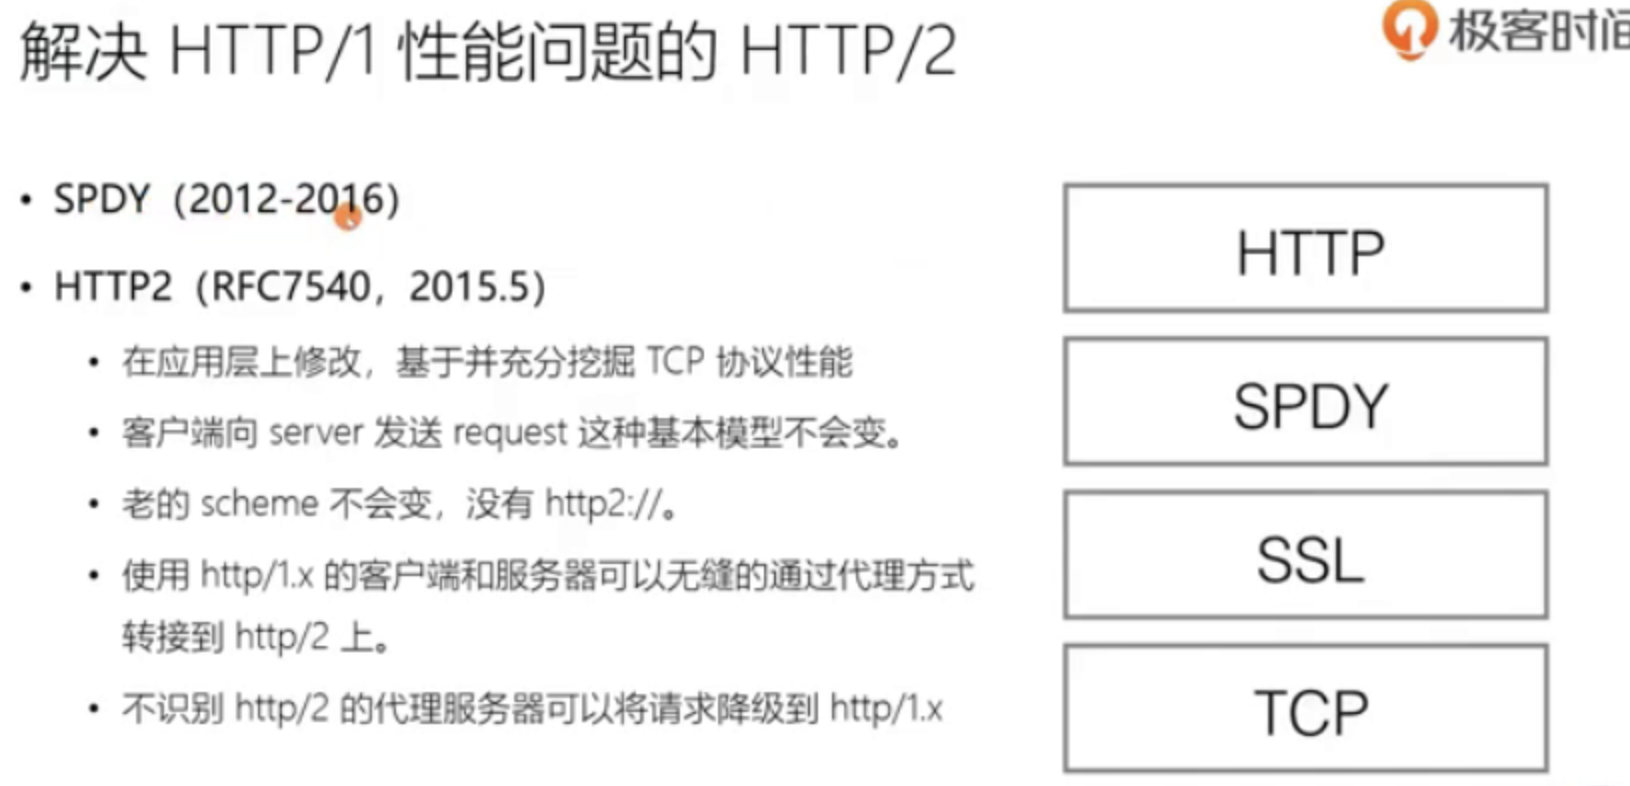 解决 HTTP/1 性能问题的 HTTP/2
极客时间
• SPDY（2012-2016）
• HTTP2（RFC7540，2015.5）
• 在应用层上修改，基于并充分挖掘 TCP 协议性能
• 客户端向 server 发送 request 这种基本模型不会变。
• 老的 scheme 不会变，没有 http2://。
• 使用 http/1.x 的客户端和服务器可以无缝的通过代理方式
转接到 http/2 上。
• 不识别 http/2 的代理服务器可以将请求降级到 http/1.x
HTTP
SPDY
SSL
TCP